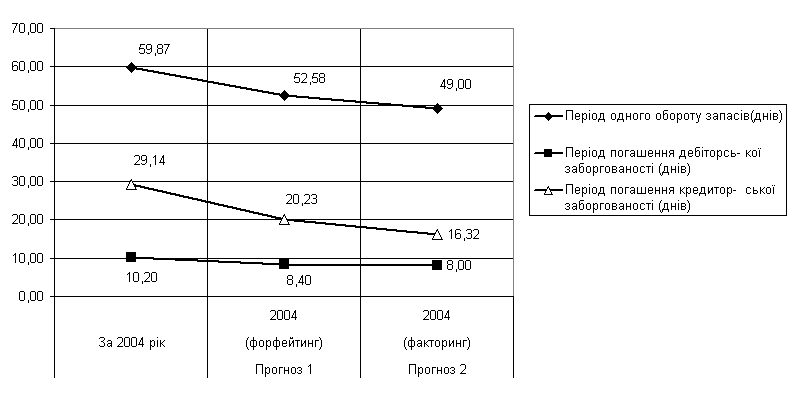 70,00
60,00
50,00
40,00
30,00
20,00
10,00
0,00
59,87
52,58
49,00
29,14
20,23
16,32
10,20
8,40
8,00
За 2004 рік
2004
(форфейтинг)
Прогноз 1
2004
(факторинг)
Прогноз 2
Період одного обороту запасів(днів)
Період погашення дебіторсь- кої
заборгованості (днів)
Період погашення кредитор- ської
заборгованості (днів)